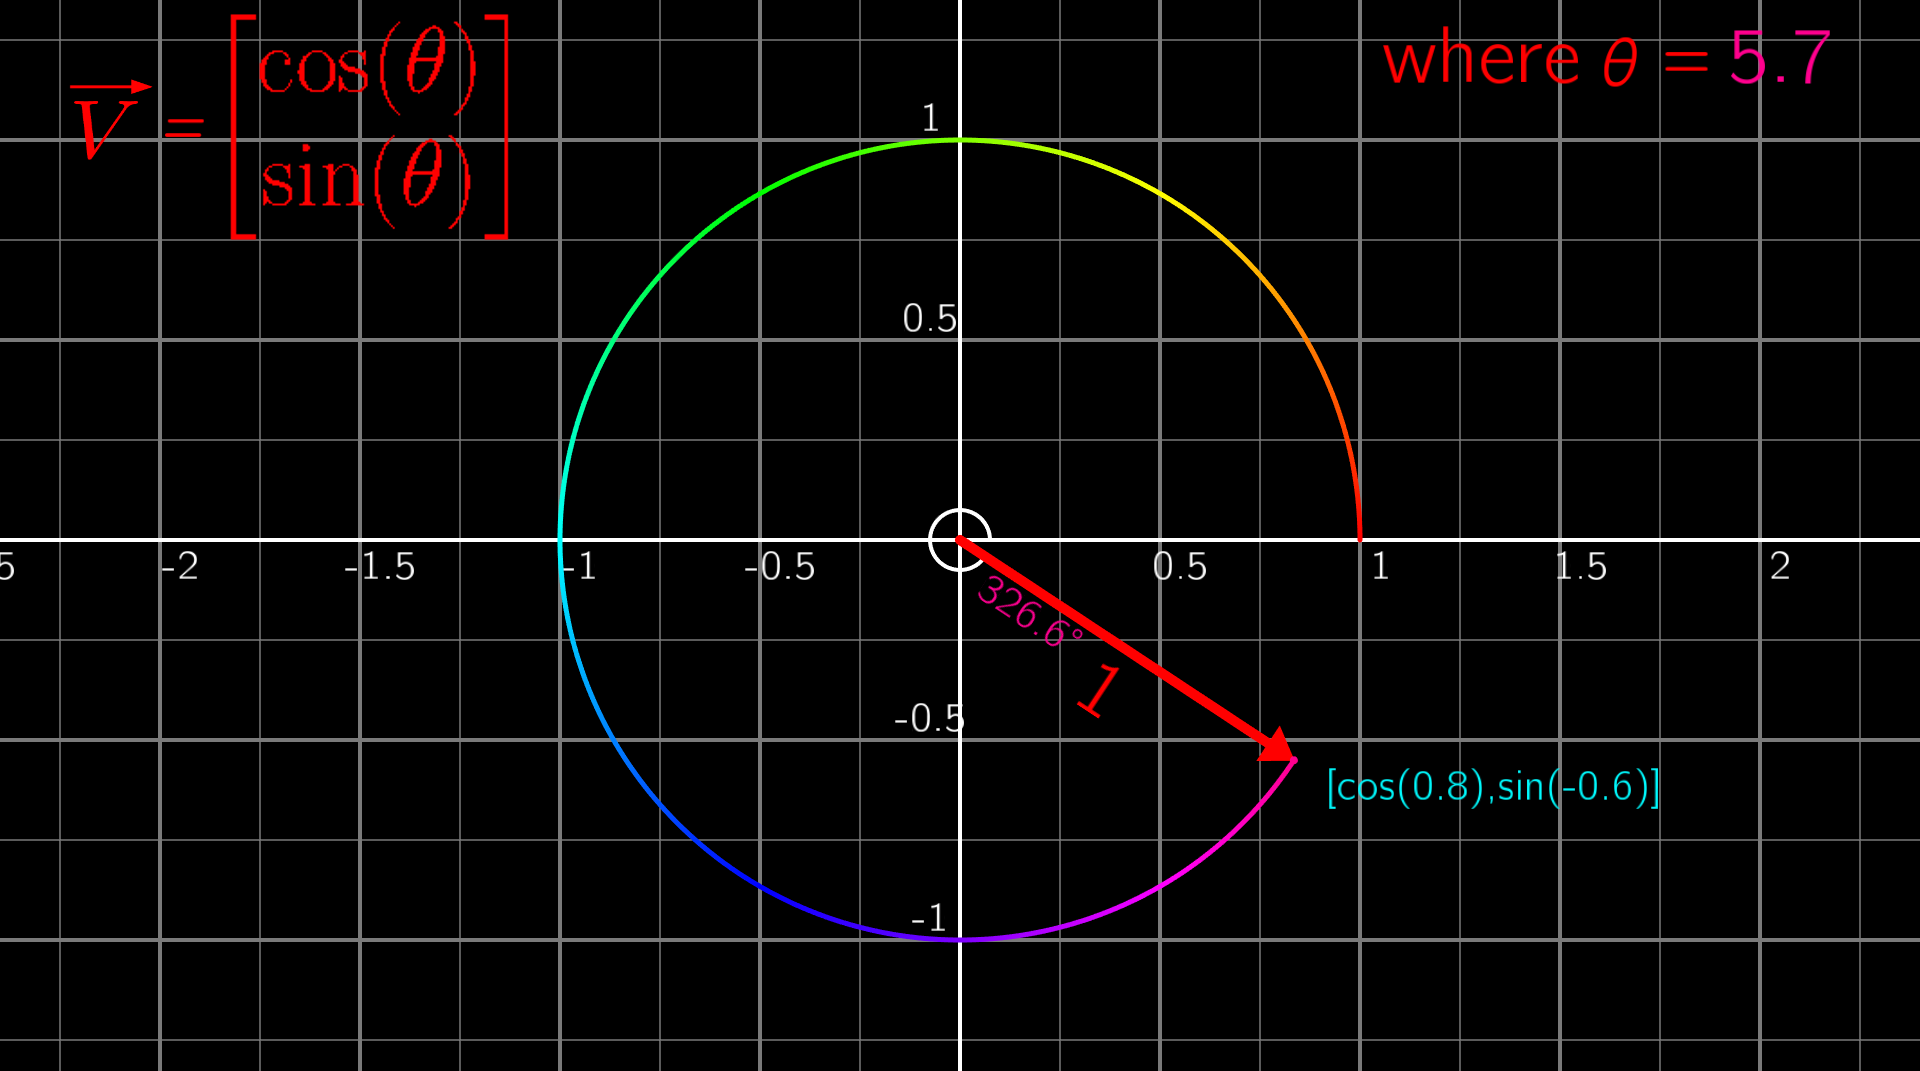 V = [cos(θ)
sin(θ)]
where θ = 5.7
1
0.5
5 -2 -1.5 -1 -0.5 0.5 1 1.5 2
326.6°
1
-0.5
[cos(0.8),sin(-0.6)]
-1